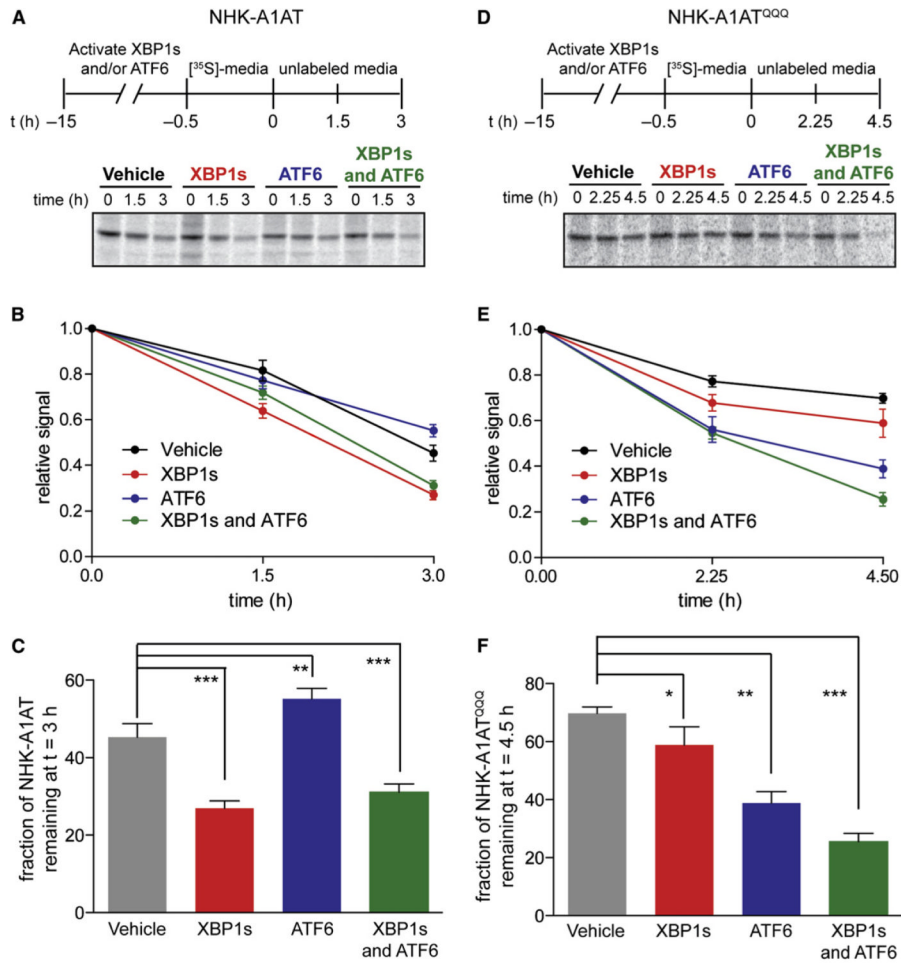 A
NHK-A1AT
Activate XBP1s
and/or ATF6
[³⁵S]-media
unlabeled media
t (h)
–15
–0.5
0
1.5
3
Vehicle
XBP1s
ATF6
XBP1s
and ATF6
time (h)
0 1.5 3 0 1.5 3 0 1.5 3 0 1.5 3
B
relative signal
1.0
0.8
0.6
0.4
0.2
0.0
Vehicle
XBP1s
ATF6
XBP1s and ATF6
0.0
1.5
3.0
time (h)
C
fraction of NHK-A1AT
remaining at t = 3 h
60
40
20
0
***
**
***
Vehicle
XBP1s
ATF6
XBP1s
and ATF6
D
NHK-A1AT^QQQ
Activate XBP1s
and/or ATF6
[³⁵S]-media
unlabeled media
t (h)
–15
–0.5
0
2.25
4.5
Vehicle
XBP1s
ATF6
XBP1s
and ATF6
time (h)
0 2.25 4.5 0 2.25 4.5 0 2.25 4.5 0 2.25 4.5
E
relative signal
1.0
0.8
0.6
0.4
0.2
0.0
Vehicle
XBP1s
ATF6
XBP1s and ATF6
0.00
2.25
4.50
time (h)
F
fraction of NHK-A1AT^QQQ
remaining at t = 4.5 h
80
60
40
20
0
*
**
***
Vehicle
XBP1s
ATF6
XBP1s
and ATF6